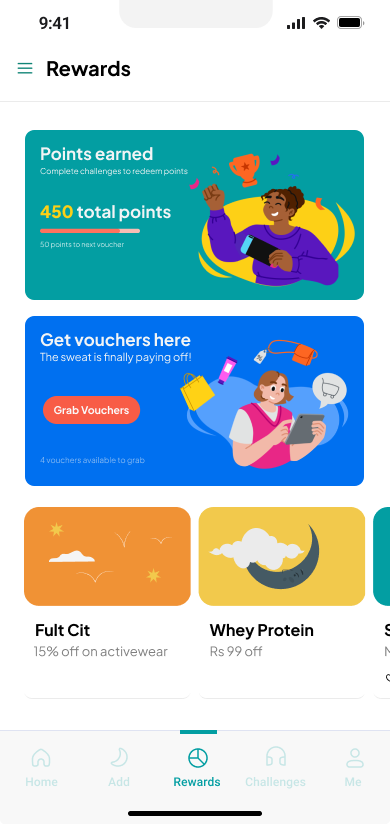 9:41
Rewards
Points earned
Complete challenges to redeem points
450 total points
50 points to next voucher
Get vouchers here
The sweat is finally paying off!
Grab Vouchers
4 vouchers available to grab
Fult Cit
15% off on activewear
Whey Protein
Rs 99 off
Home
Add
Rewards
Challenges
Me